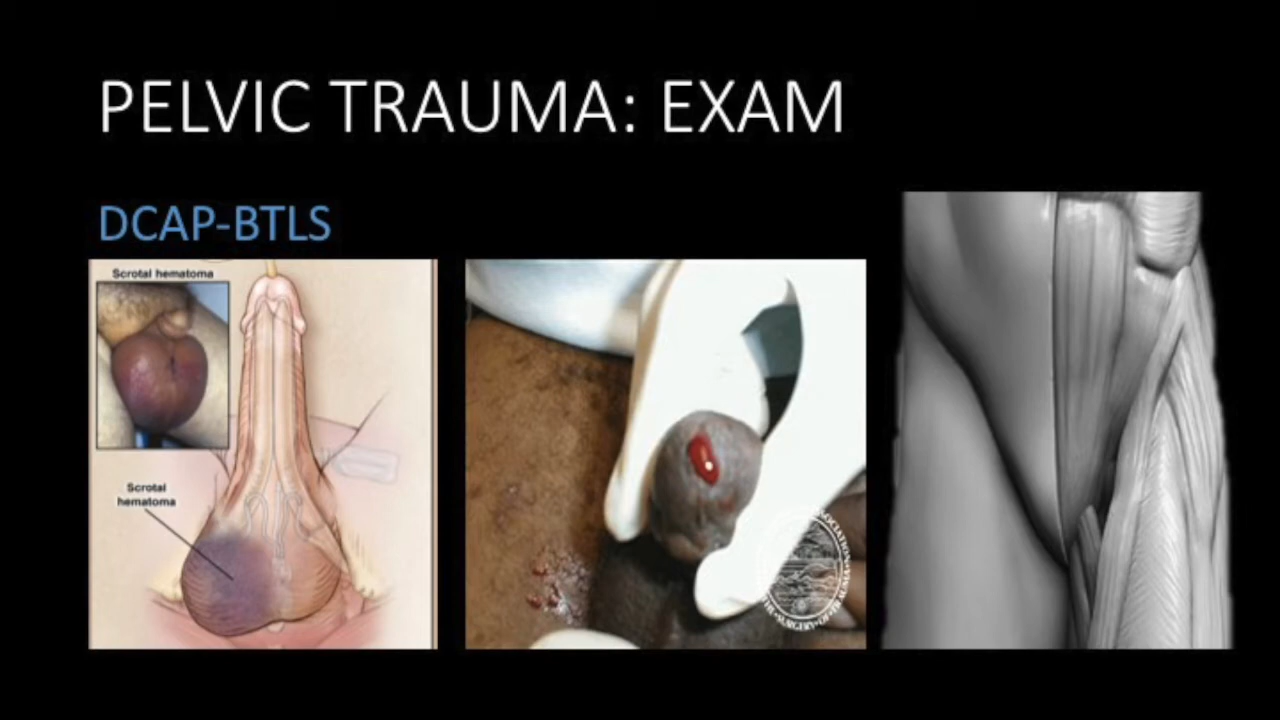 PELVIC TRAUMA: EXAM
DCAP-BTLS
Scrotal hematoma
Scrotal
hematoma